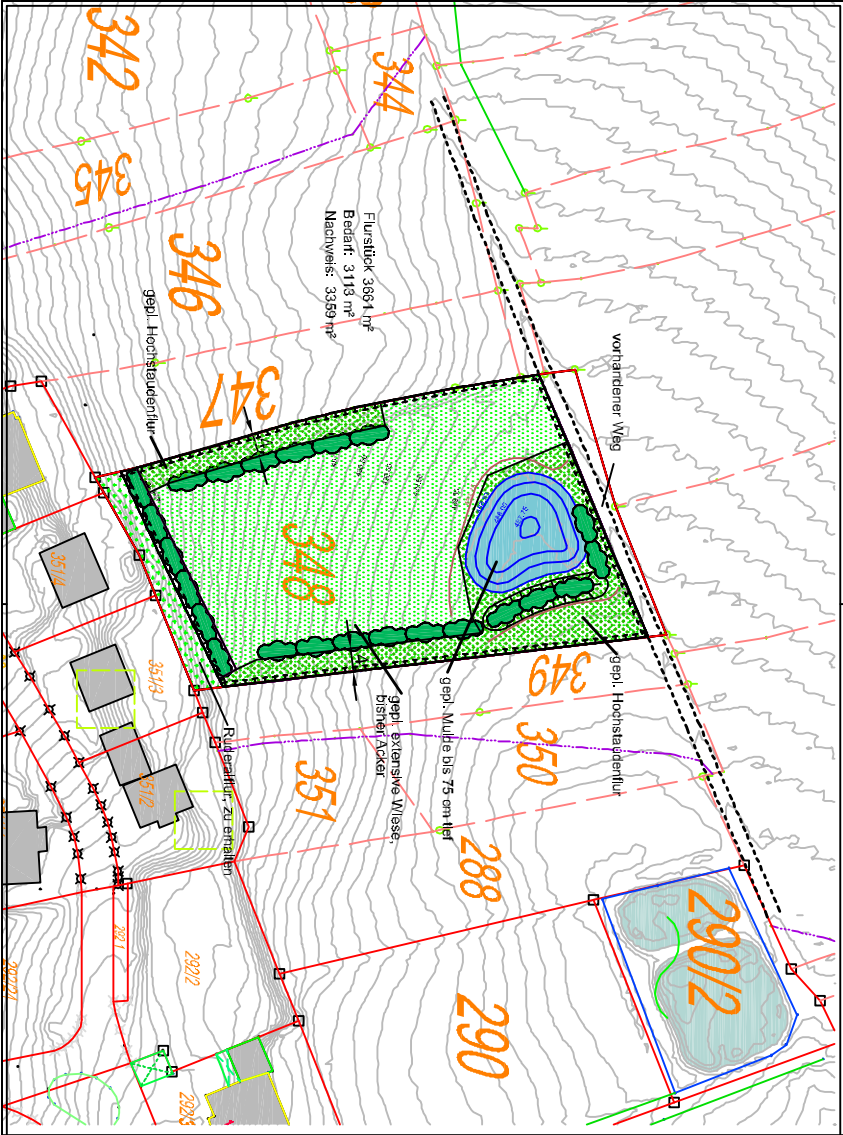 342
344
345
346
Flurstück 3661 m²
Bedarf: 3113 m²
Nachweis: 3359 m²
gepl. Hochstaudenflur
347
vorhandener Weg
348
349
gepl. Hochstaudenflur
350
gepl. Mulde bis 75 cm tief
gepl. extensive Wiese,
bisher Acker
351
Ruderalflur, zu erhalten
351/4
351/3
351/2
288
290/2
290
292/2